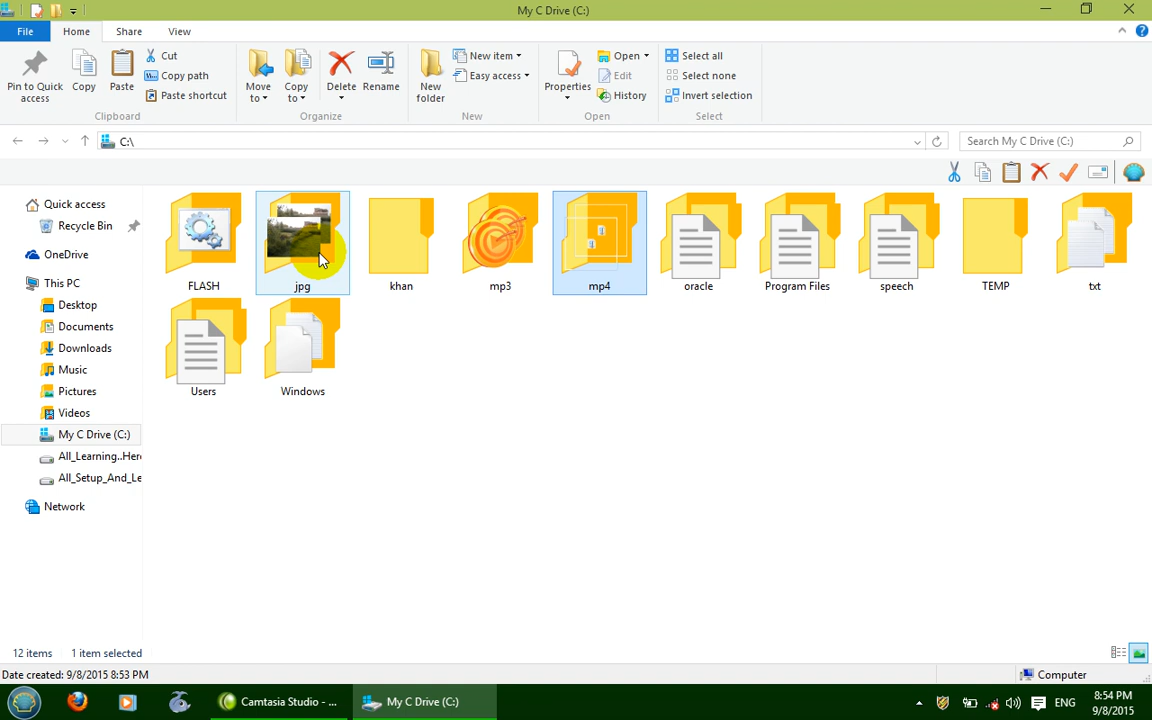 My C Drive (C:)
File Home Share View
Pin to Quick access
Copy
Paste
Cut
Copy path
Paste shortcut
Clipboard
Move to
Copy to
Delete
Rename
Organize
New folder
New item
Easy access
New
Properties
Open
Edit
History
Open
Select all
Select none
Invert selection
Select
C:\
Search My C Drive (C:)
Quick access
Recycle Bin
OneDrive
This PC
Desktop
Documents
Downloads
Music
Pictures
Videos
My C Drive (C:)
All_Learning..Here
All_Setup_And_Le
Network
FLASH jpg khan mp3 mp4 oracle Program Files speech TEMP txt
Users Windows
12 items 1 item selected
Date created: 9/8/2015 8:53 PM
Computer
Camtasia Studio - ...
My C Drive (C:)
ENG
8:54 PM
9/8/2015